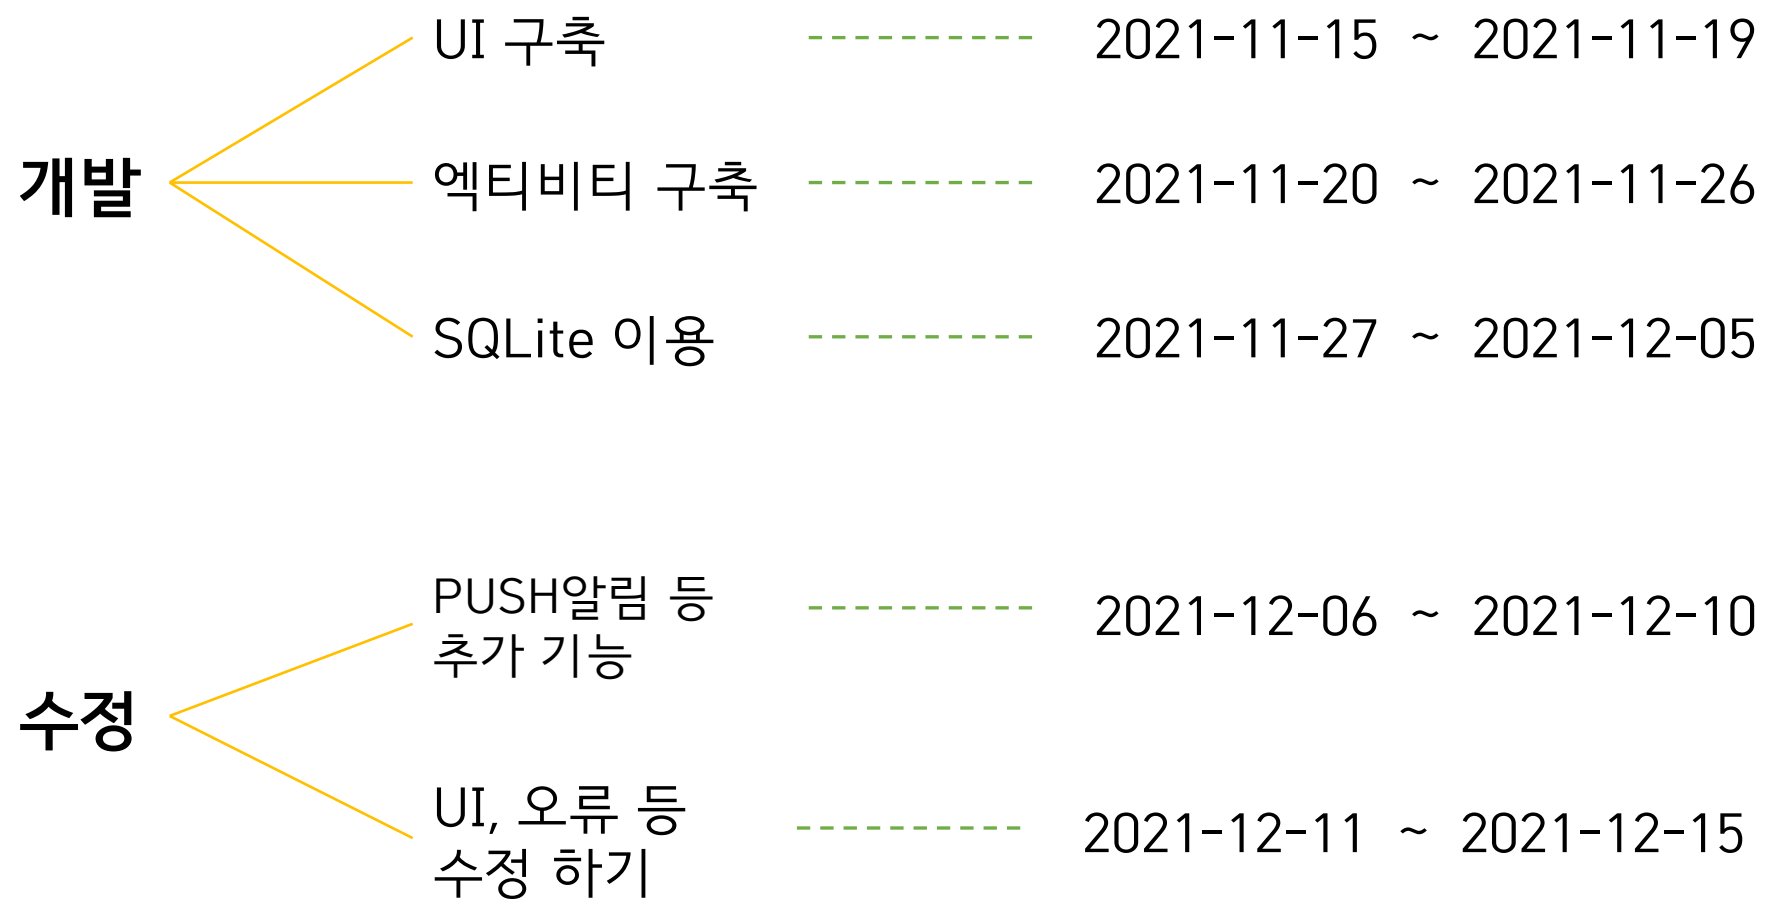 개발
UI 구축
2021-11-15 ~ 2021-11-19
엑티비티 구축
2021-11-20 ~ 2021-11-26
SQLite 이용
2021-11-27 ~ 2021-12-05
수정
PUSH알림 등
추가 기능
2021-12-06 ~ 2021-12-10
UI, 오류 등
수정 하기
2021-12-11 ~ 2021-12-15